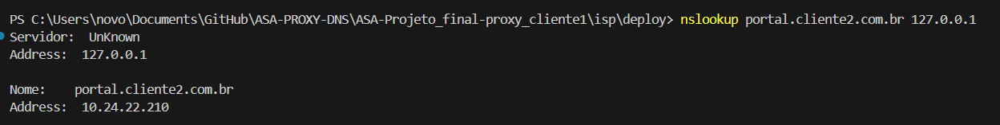 PS C:\Users\novo\Documents\GitHub\ASA-PROXY-DNS\ASA-Projeto_final-proxy_cliente1\isp\deploy> nslookup portal.cliente2.com.br 127.0.0.1
Servidor:  UnKnown
Address:  127.0.0.1
Nome:    portal.cliente2.com.br
Address:  10.24.22.210